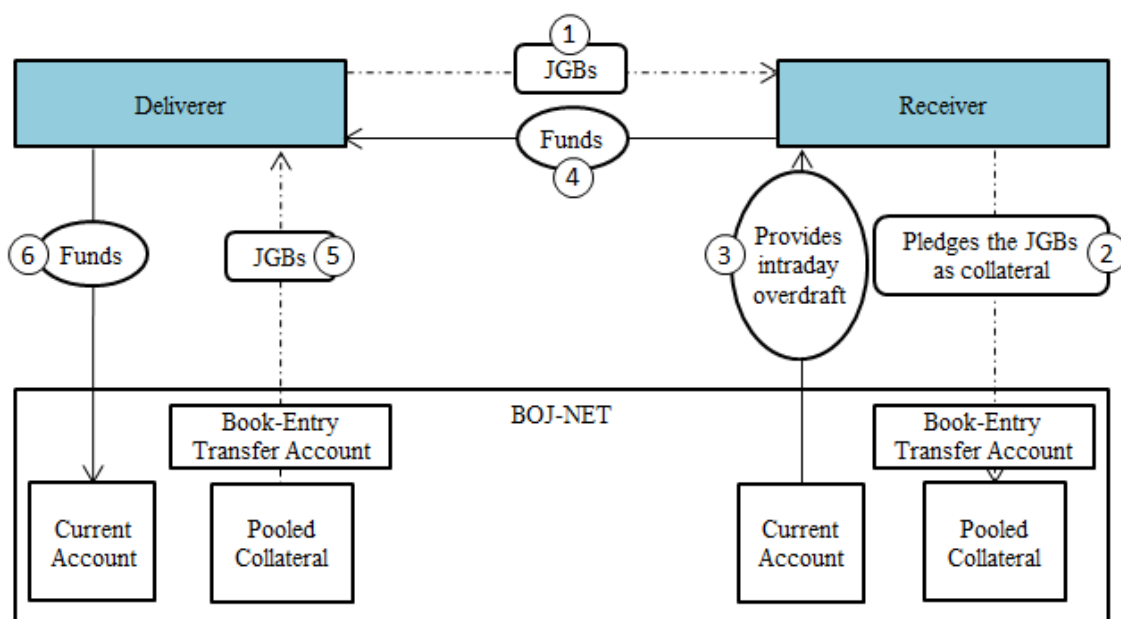 1
JGBs
Deliverer
Receiver
Funds
4
6
Funds
JGBs
5
3
Provides
intraday
overdraft
Pledges the JGBs
as collateral
2
BOJ-NET
Book-Entry
Transfer Account
Book-Entry
Transfer Account
Current
Account
Pooled
Collateral
Current
Account
Pooled
Collateral